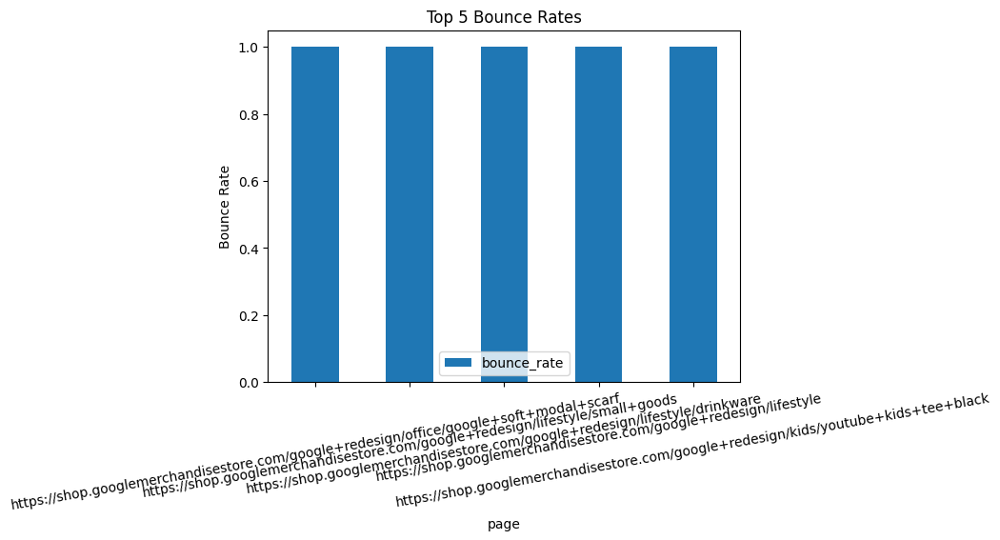 Top 5 Bounce Rates
Bounce Rate
1.0
0.8
0.6
0.4
0.2
0.0
bounce_rate
https://shop.googlemerchandisestore.com/google+redesign/office/google+soft+modal+scarf
https://shop.googlemerchandisestore.com/google+redesign/lifestyle/small+goods
https://shop.googlemerchandisestore.com/google+redesign/lifestyle/drinkware
https://shop.googlemerchandisestore.com/google+redesign/lifestyle
https://shop.googlemerchandisestore.com/google+redesign/kids/youtube+kids+tee+black
page